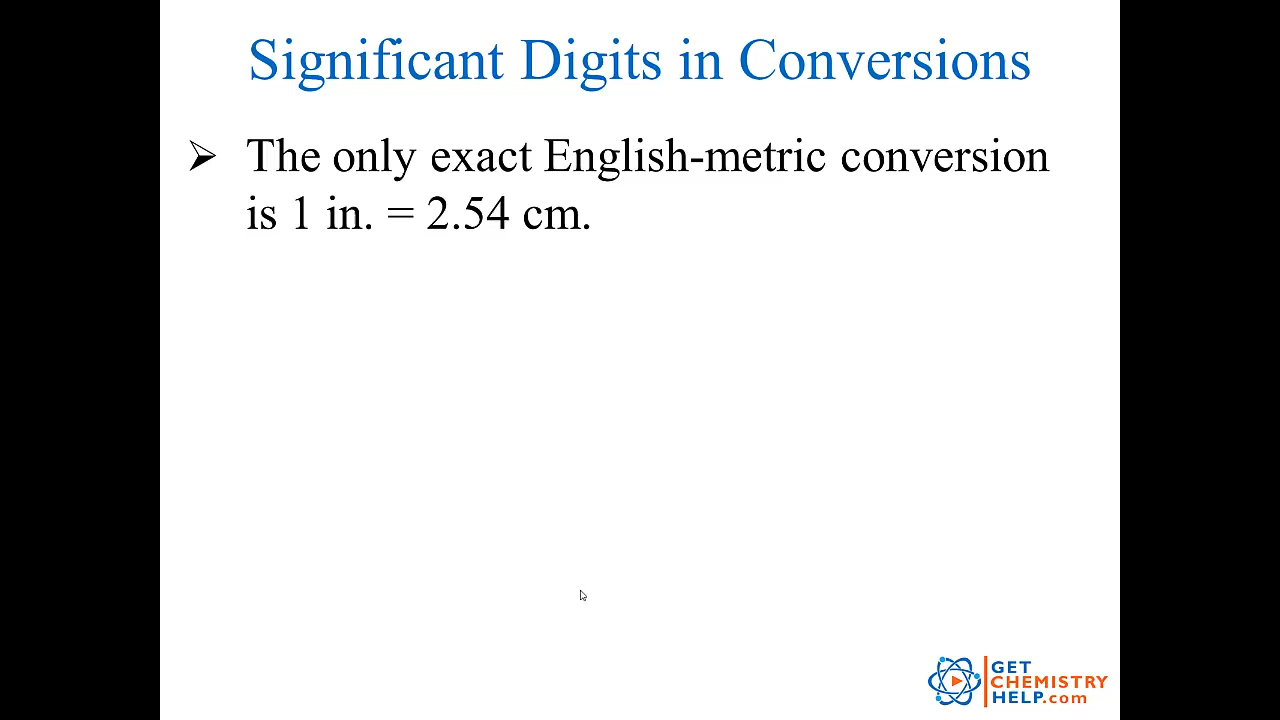 Significant Digits in Conversions
The only exact English-metric conversion
is 1 in. = 2.54 cm.
GET
CHEMISTRY
HELP.com